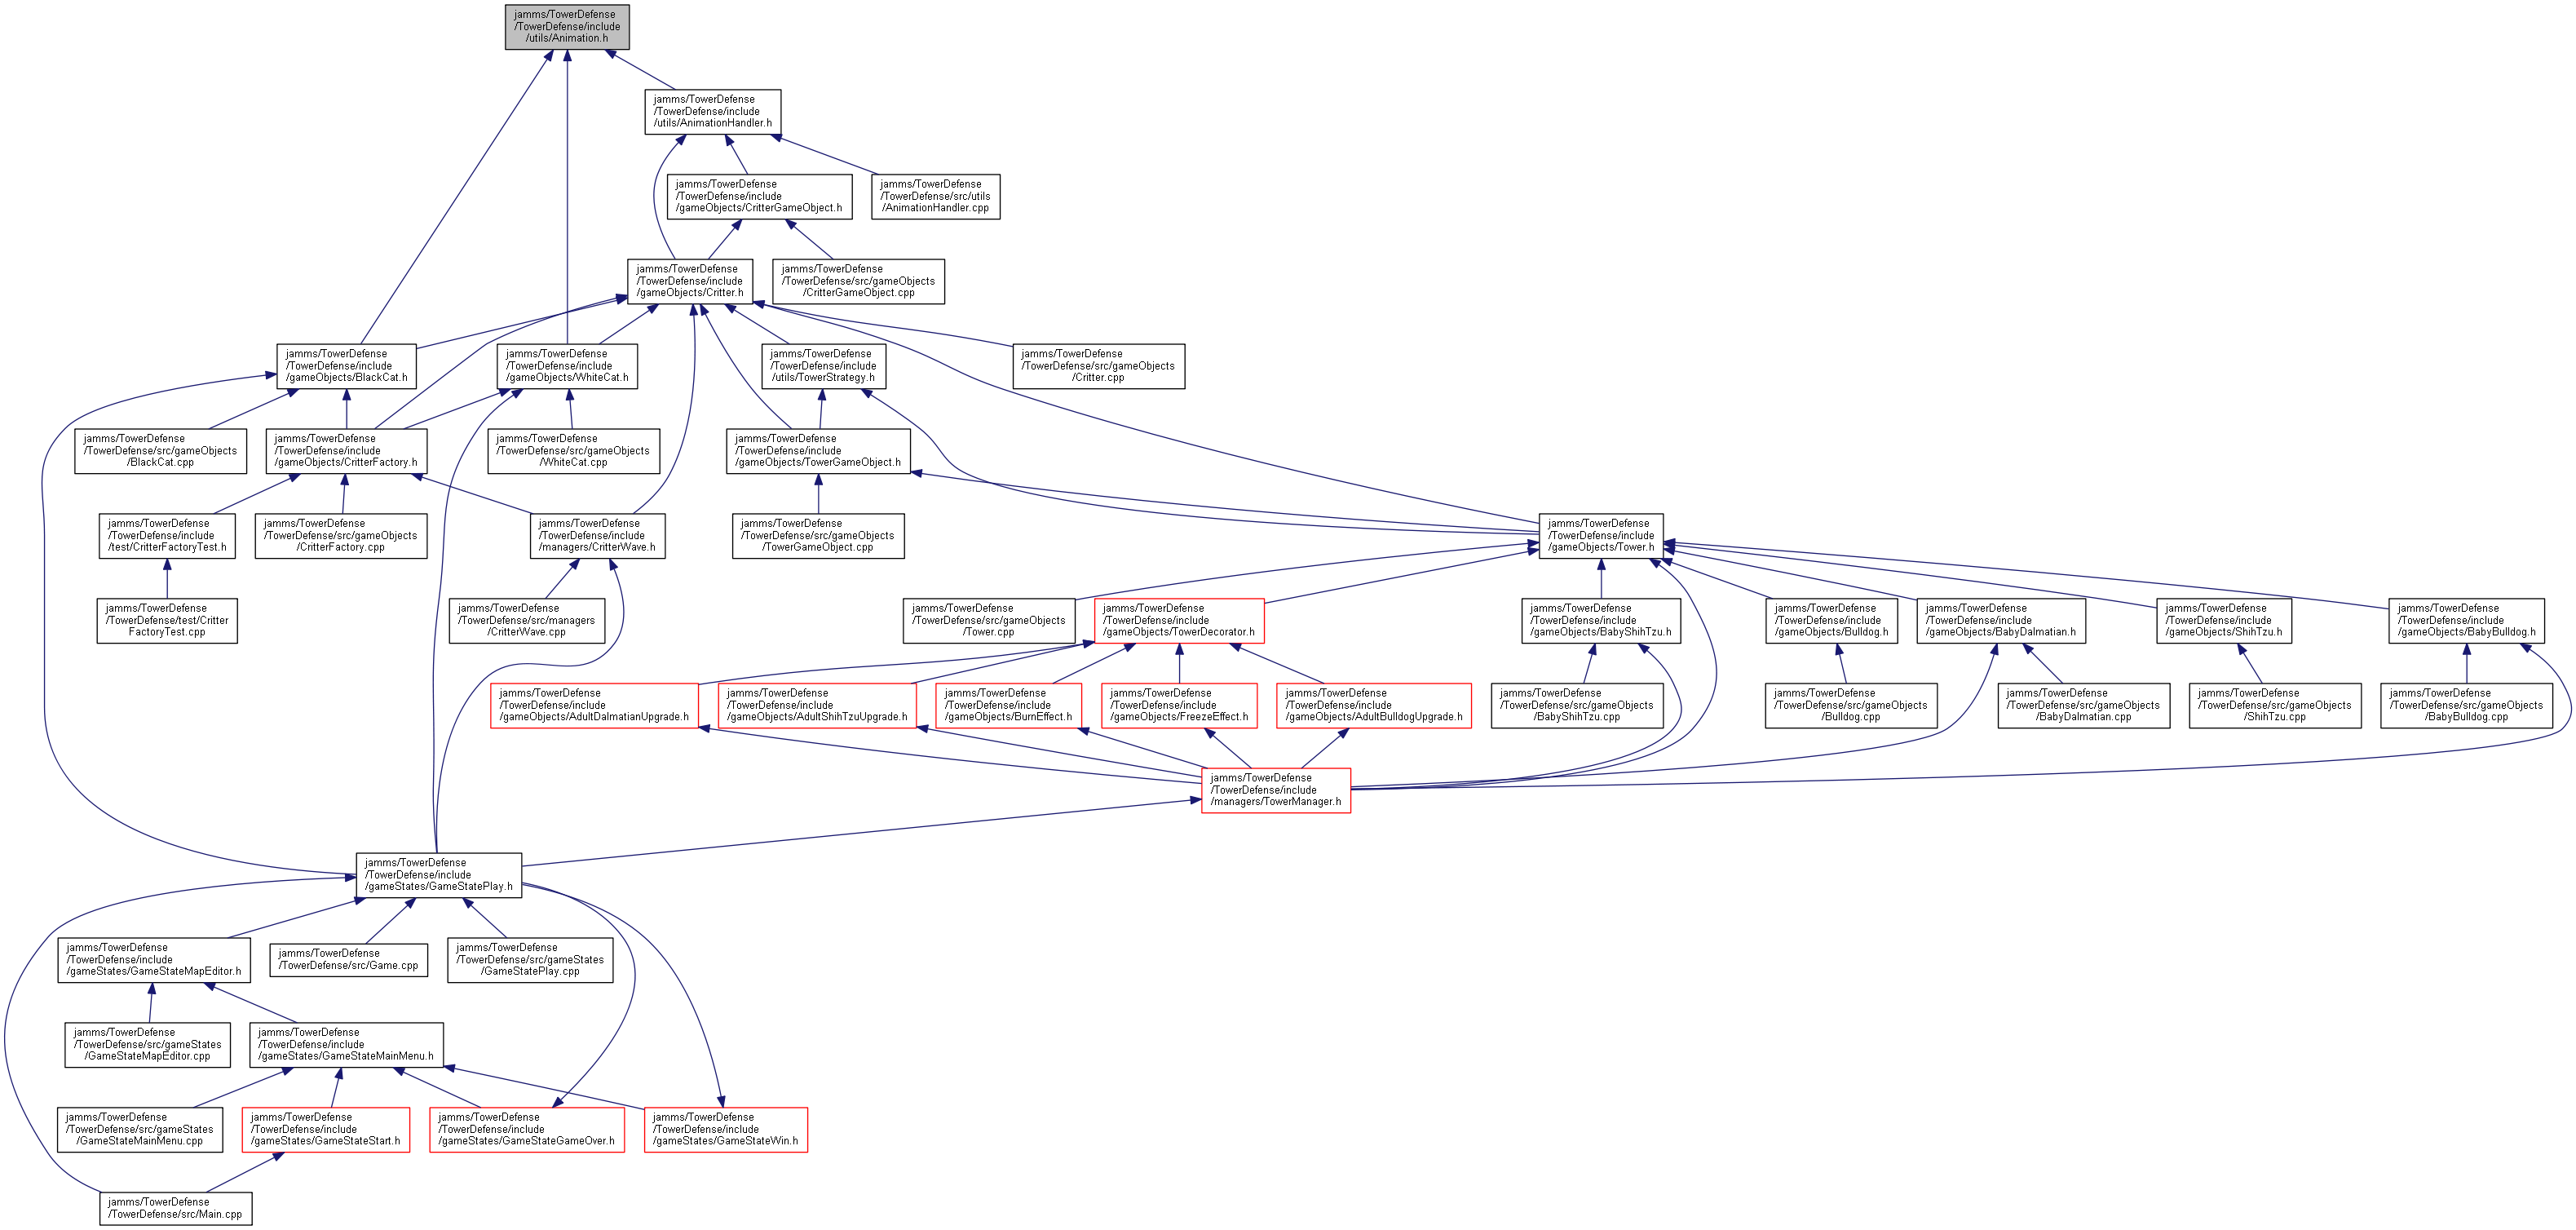 jamms/TowerDefense
/TowerDefense/include
/utils/Animation.h
jamms/TowerDefense
/TowerDefense/include
/utils/AnimationHandler.h
jamms/TowerDefense
/TowerDefense/include
/gameObjects/CritterGameObject.h
jamms/TowerDefense
/TowerDefense/src/utils
/AnimationHandler.cpp
jamms/TowerDefense
/TowerDefense/include
/gameObjects/Critter.h
jamms/TowerDefense
/TowerDefense/src/gameObjects
/CritterGameObject.cpp
jamms/TowerDefense
/TowerDefense/include
/gameObjects/BlackCat.h
jamms/TowerDefense
/TowerDefense/include
/gameObjects/WhiteCat.h
jamms/TowerDefense
/TowerDefense/include
/utils/TowerStrategy.h
jamms/TowerDefense
/TowerDefense/src/gameObjects
/Critter.cpp
jamms/TowerDefense
/TowerDefense/src/gameObjects
/BlackCat.cpp
jamms/TowerDefense
/TowerDefense/include
/gameObjects/CritterFactory.h
jamms/TowerDefense
/TowerDefense/src/gameObjects
/WhiteCat.cpp
jamms/TowerDefense
/TowerDefense/include
/gameObjects/TowerGameObject.h
jamms/TowerDefense
/TowerDefense/include
/test/CritterFactoryTest.h
jamms/TowerDefense
/TowerDefense/src/gameObjects
/CritterFactory.cpp
jamms/TowerDefense
/TowerDefense/include
/managers/CritterWave.h
jamms/TowerDefense
/TowerDefense/src/gameObjects
/TowerGameObject.cpp
jamms/TowerDefense
/TowerDefense/include
/gameObjects/Tower.h
jamms/TowerDefense
/TowerDefense/test/Critter
FactoryTest.cpp
jamms/TowerDefense
/TowerDefense/src/managers
/CritterWave.cpp
jamms/TowerDefense
/TowerDefense/src/gameObjects
/Tower.cpp
jamms/TowerDefense
/TowerDefense/include
/gameObjects/TowerDecorator.h
jamms/TowerDefense
/TowerDefense/include
/gameObjects/BabyShihTzu.h
jamms/TowerDefense
/TowerDefense/include
/gameObjects/Bulldog.h
jamms/TowerDefense
/TowerDefense/include
/gameObjects/BabyDalmatian.h
jamms/TowerDefense
/TowerDefense/include
/gameObjects/ShihTzu.h
jamms/TowerDefense
/TowerDefense/include
/gameObjects/BabyBulldog.h
jamms/TowerDefense
/TowerDefense/include
/gameObjects/AdultDalmatianUpgrade.h
jamms/TowerDefense
/TowerDefense/include
/gameObjects/AdultShihTzuUpgrade.h
jamms/TowerDefense
/TowerDefense/include
/gameObjects/BurnEffect.h
jamms/TowerDefense
/TowerDefense/include
/gameObjects/FreezeEffect.h
jamms/TowerDefense
/TowerDefense/include
/gameObjects/AdultBulldogUpgrade.h
jamms/TowerDefense
/TowerDefense/src/gameObjects
/BabyShihTzu.cpp
jamms/TowerDefense
/TowerDefense/src/gameObjects
/Bulldog.cpp
jamms/TowerDefense
/TowerDefense/src/gameObjects
/BabyDalmatian.cpp
jamms/TowerDefense
/TowerDefense/src/gameObjects
/ShihTzu.cpp
jamms/TowerDefense
/TowerDefense/src/gameObjects
/BabyBulldog.cpp
jamms/TowerDefense
/TowerDefense/include
/managers/TowerManager.h
jamms/TowerDefense
/TowerDefense/include
/gameStates/GameStatePlay.h
jamms/TowerDefense
/TowerDefense/include
/gameStates/GameStateMapEditor.h
jamms/TowerDefense
/TowerDefense/src/Game.cpp
jamms/TowerDefense
/TowerDefense/src/gameStates
/GameStatePlay.cpp
jamms/TowerDefense
/TowerDefense/src/gameStates
/GameStateMapEditor.cpp
jamms/TowerDefense
/TowerDefense/include
/gameStates/GameStateMainMenu.h
jamms/TowerDefense
/TowerDefense/src/gameStates
/GameStateMainMenu.cpp
jamms/TowerDefense
/TowerDefense/include
/gameStates/GameStateStart.h
jamms/TowerDefense
/TowerDefense/include
/gameStates/GameStateGameOver.h
jamms/TowerDefense
/TowerDefense/include
/gameStates/GameStateWin.h
jamms/TowerDefense
/TowerDefense/src/Main.cpp